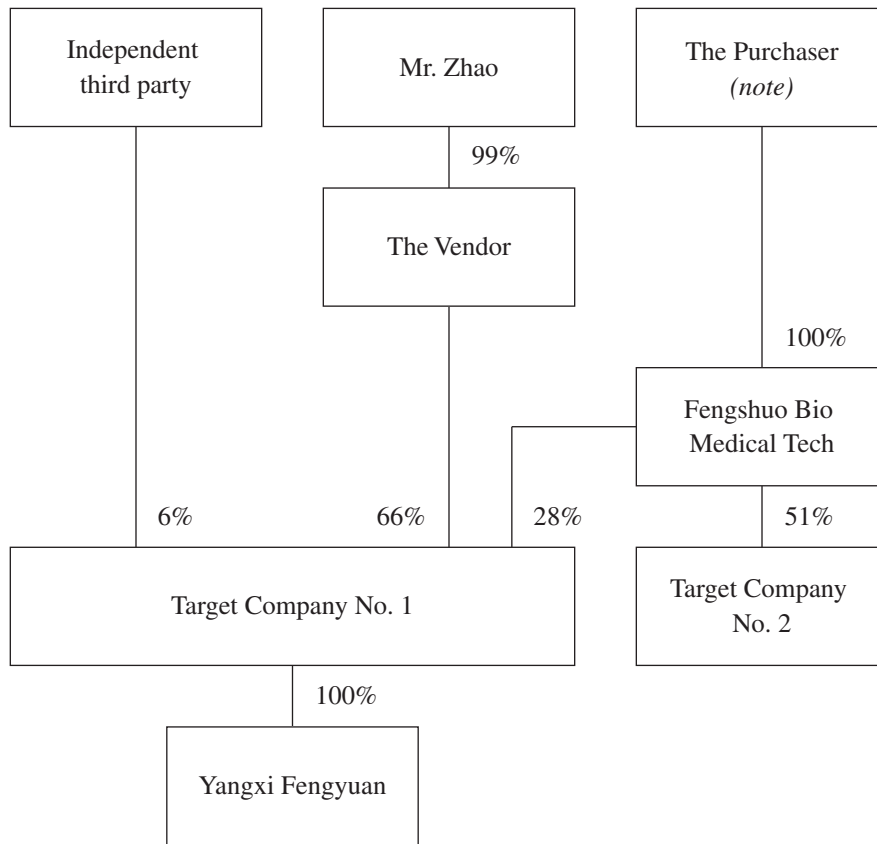 Independent
third party
Mr. Zhao
The Purchaser
(note)
99%
The Vendor
100%
Fengshuo Bio
Medical Tech
6%
66%
28%
51%
Target Company No. 1
Target Company
No. 2
100%
Yangxi Fengyuan